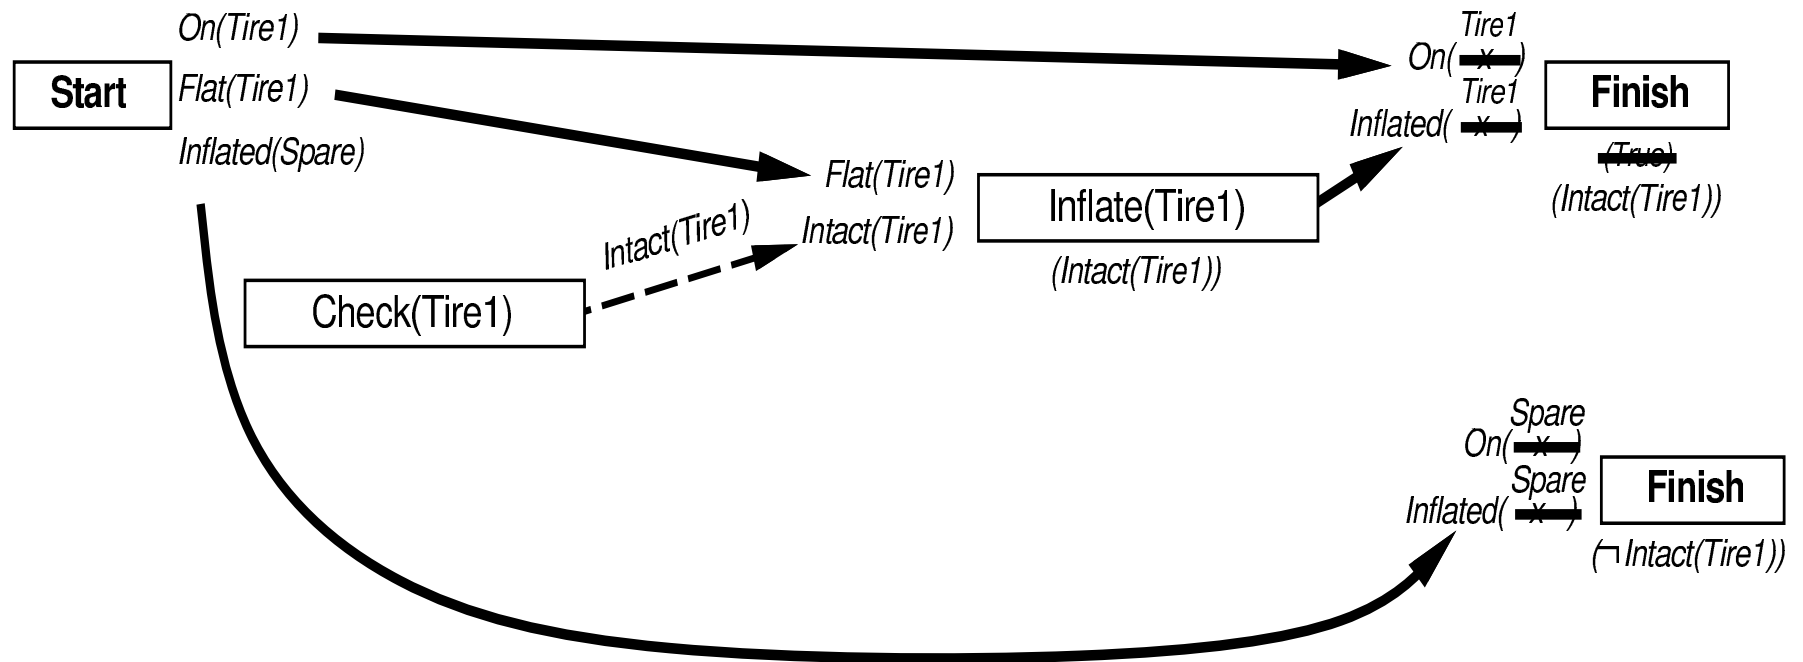 On(Tire1)
Start
Flat(Tire1)
Inflated(Spare)
Tire1
On( x )
Tire1
Inflated( x )
Finish
(True)
(Intact(Tire1))
Flat(Tire1)
Intact(Tire1)
Inflate(Tire1)
(Intact(Tire1))
Intact(Tire1)
Check(Tire1)
Spare
On( x )
Spare
Inflated( x )
Finish
(¬ Intact(Tire1))